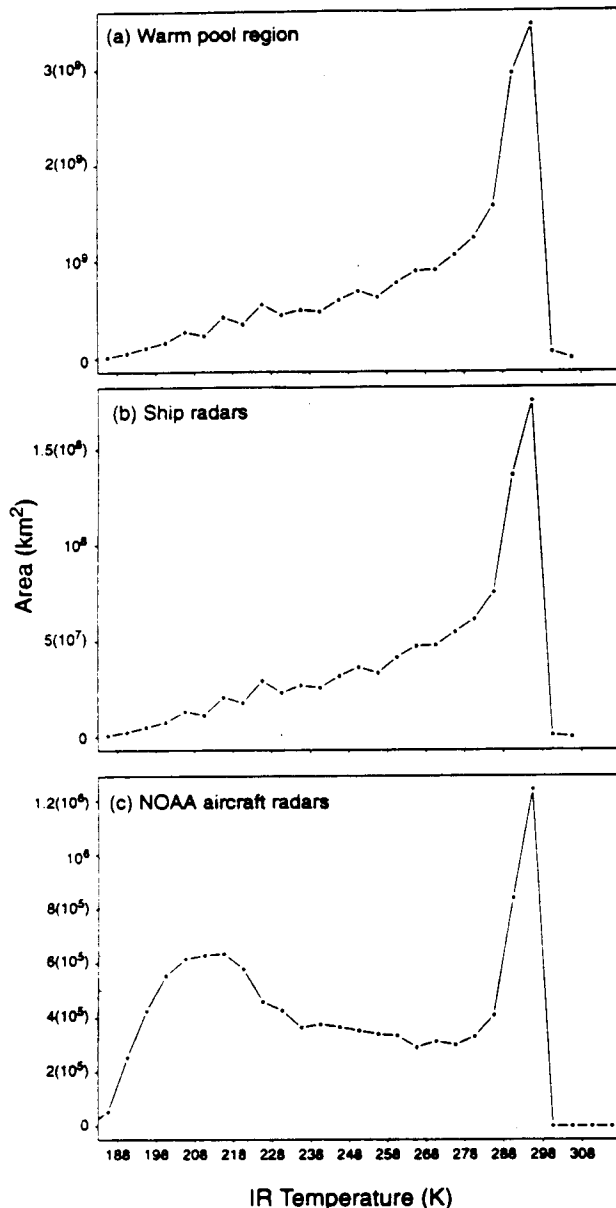 (a) Warm pool region
3(10⁹)
2(10⁹)
10⁹
0
(b) Ship radars
1.5(10⁸)
10⁸
5(10⁷)
0
Area (km²)
(c) NOAA aircraft radars
1.2(10⁶)
10⁶
8(10⁵)
6(10⁵)
4(10⁵)
2(10⁵)
0
188 198 208 218 228 238 248 258 268 278 288 298 308
IR Temperature (K)